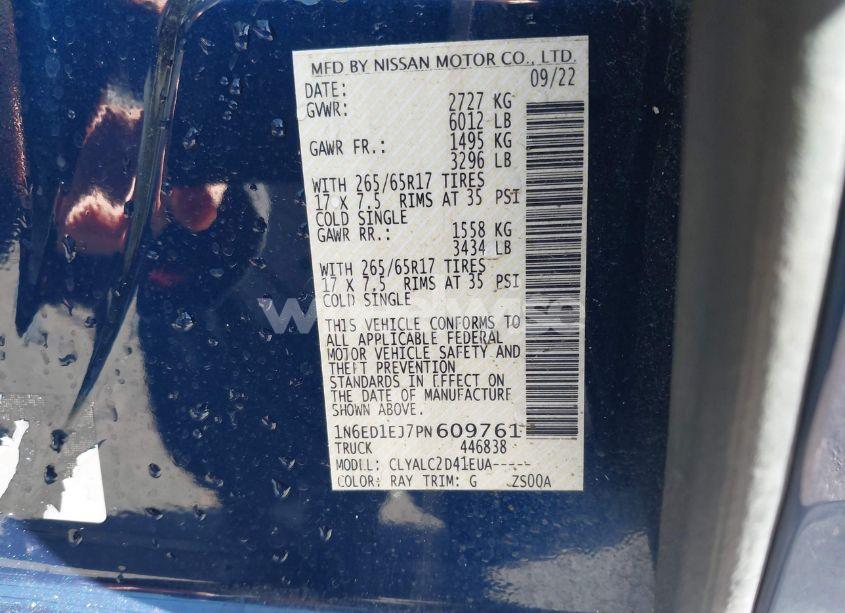 MFD BY NISSAN MOTOR CO., LTD.
DATE: 09/22
GVWR: 2727 KG
6012 LB
GAWR FR.: 1495 KG
3296 LB
WITH 265/65R17 TIRES
17 X 7.5 RIMS AT 35 PSI
COLD SINGLE
GAWR RR.: 1558 KG
3434 LB
WITH 265/65R17 TIRES
17 X 7.5 RIMS AT 35 PSI
COLD SINGLE
THIS VEHICLE CONFORMS TO
ALL APPLICABLE FEDERAL
MOTOR VEHICLE SAFETY AND
THEFT PREVENTION
STANDARDS IN EFFECT ON
THE DATE OF MANUFACTURE
SHOWN ABOVE.
1N6ED1EJ7PN609761
TRUCK 446838
MODEL: CLYALC2D41EUA-----
COLOR: RAY TRIM: G ZS00A